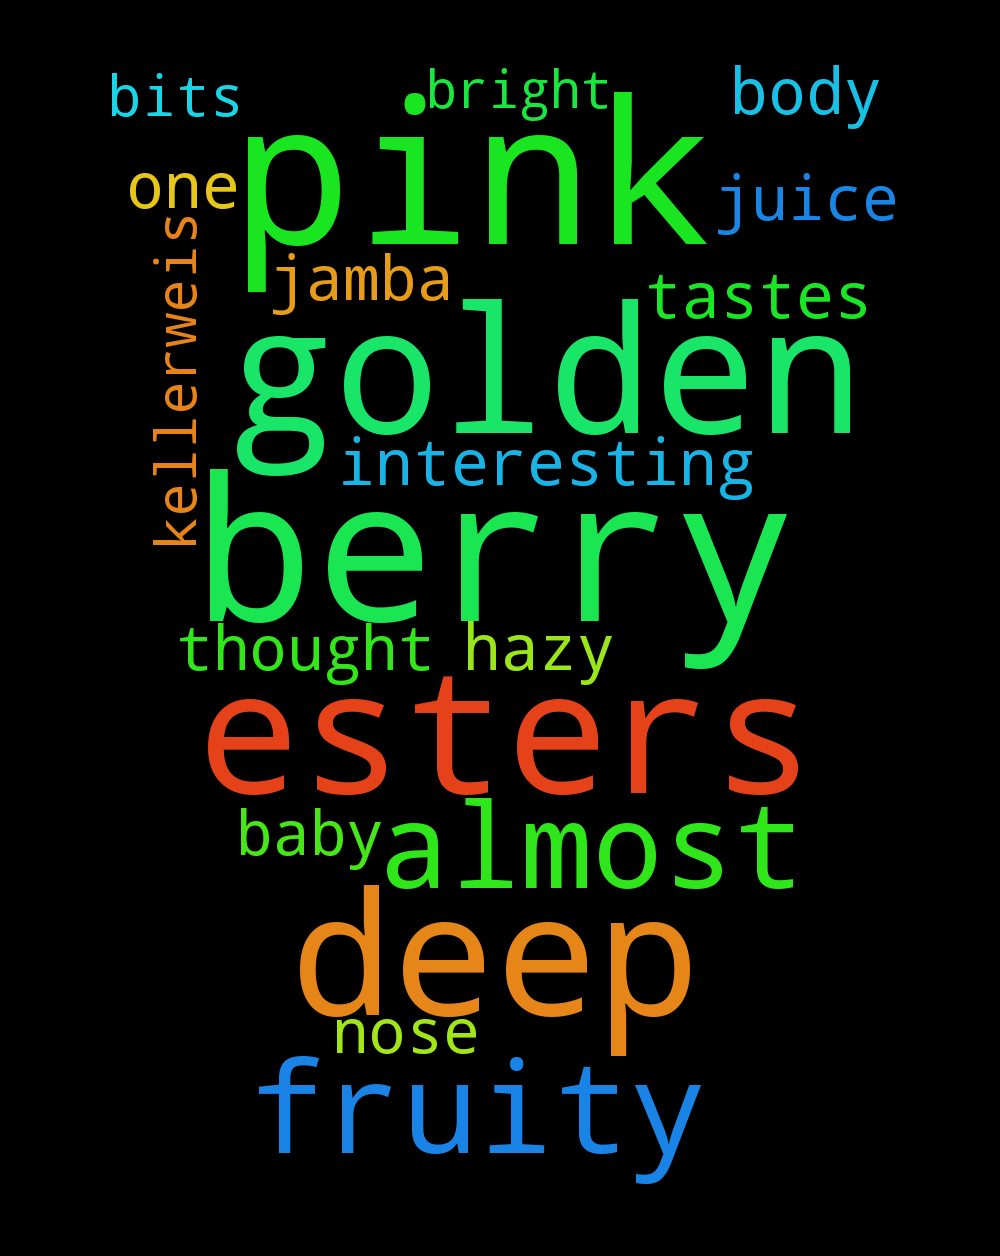 bits bright body
pink
one juice
kellerweis
jamba tastes
golden
interesting
berry
thought hazy
esters
baby almost
deep
nose
fruity